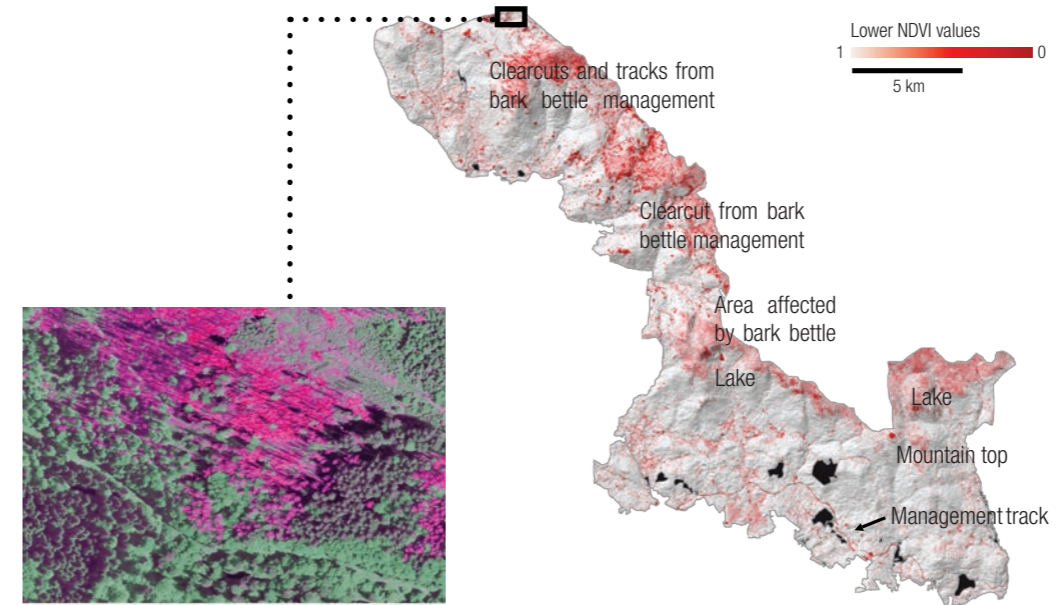 Lower NDVI values
1 0
5 km
Clearcuts and tracks from
bark bettle management
Clearcut from bark
bettle management
Area affected
by bark bettle
Lake
Lake
Mountain top
Management track